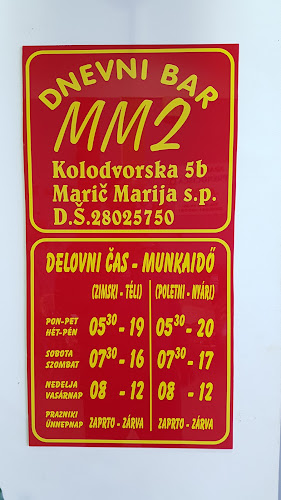 DNEVNI BAR
MM2
Kolodvorska 5b
Marič Marija s.p.
D.Š.28025750
DELOVNI ČAS - MUNKAIDŐ
(ZIMSKI - TÉLI) (POLETNI - NYÁRI)
PON-PET
HÉT-PÉN 05³⁰ - 19 05³⁰ - 20
SOBOTA
SZOMBAT 07³⁰ - 16 07³⁰ - 17
NEDELJA
VASÁRNAP 08 - 12 08 - 12
PRAZNIKI
ÜNNEPNAP ZAPRTO - ZÁRVA ZAPRTO - ZÁRVA